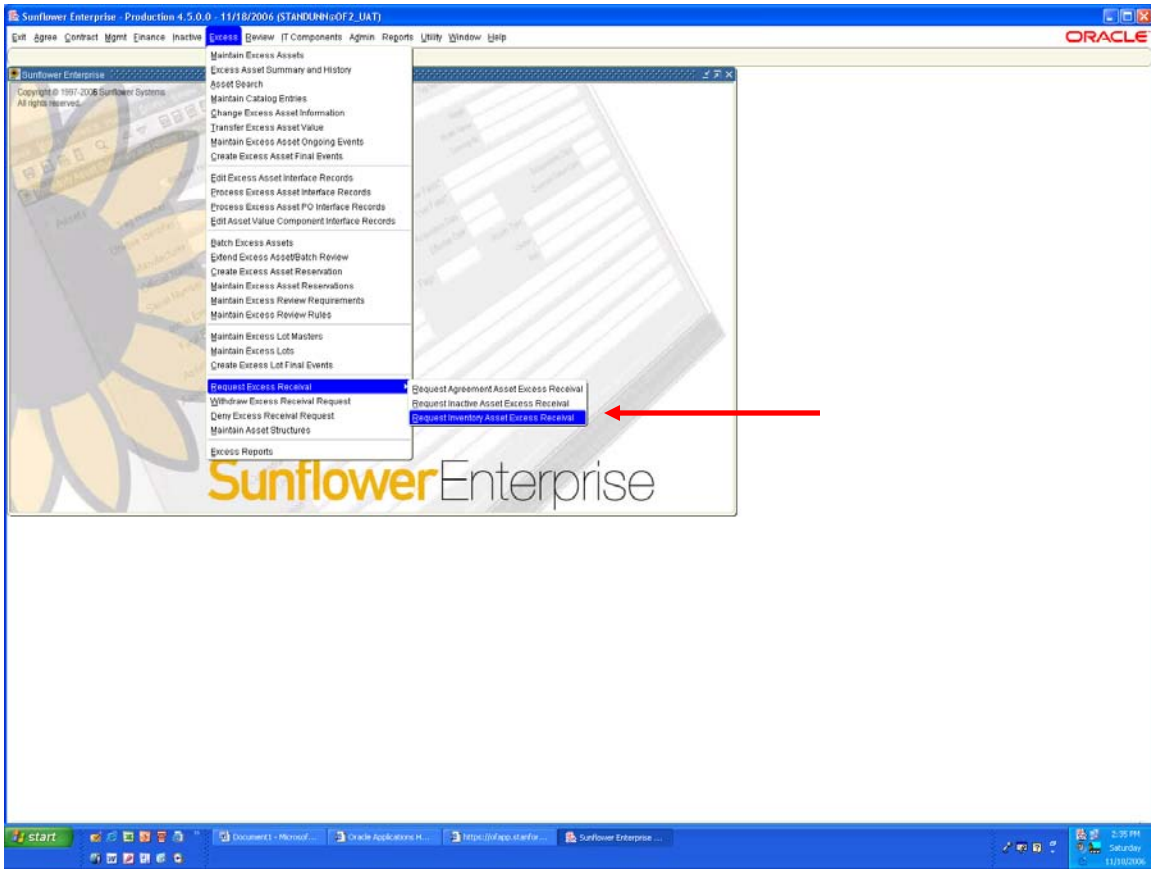 Sunflower Enterprise - Production 4.5.0.0 - 11/18/2006 (STANDUNN@OF2_UAT)
Exit Agree Contract Mgmt Finance Inactive Excess Review IT Components Admin Reports Utility Window Help
ORACLE
Sunflower Enterprise
Copyright © 1997-2006 Sunflower Systems
All rights reserved.
Maintain Excess Assets
Excess Asset Summary and History
Asset Search
Maintain Catalog Entries
Change Excess Asset Information
Transfer Excess Asset Value
Maintain Excess Asset Ongoing Events
Create Excess Asset Final Events
Edit Excess Asset Interface Records
Process Excess Asset Interface Records
Process Excess Asset PO Interface Records
Edit Asset Value Component Interface Records
Batch Excess Assets
Extend Excess Asset/Batch Review
Create Excess Asset Reservation
Maintain Excess Asset Reservations
Maintain Excess Review Requirements
Maintain Excess Review Rules
Maintain Excess Lot Masters
Maintain Excess Lots
Create Excess Lot Final Events
Request Excess Receival
Withdraw Excess Receival Request
Deny Excess Receival Request
Maintain Asset Structures
Excess Reports
Request Agreement Asset Excess Receival
Request Inactive Asset Excess Receival
Request Inventory Asset Excess Receival
SunflowerEnterprise
start
Document1 - Microsof...
Oracle Applications H...
https://ofapp.stanfor...
Sunflower Enterprise ...
2:35 PM
Saturday
11/18/2006